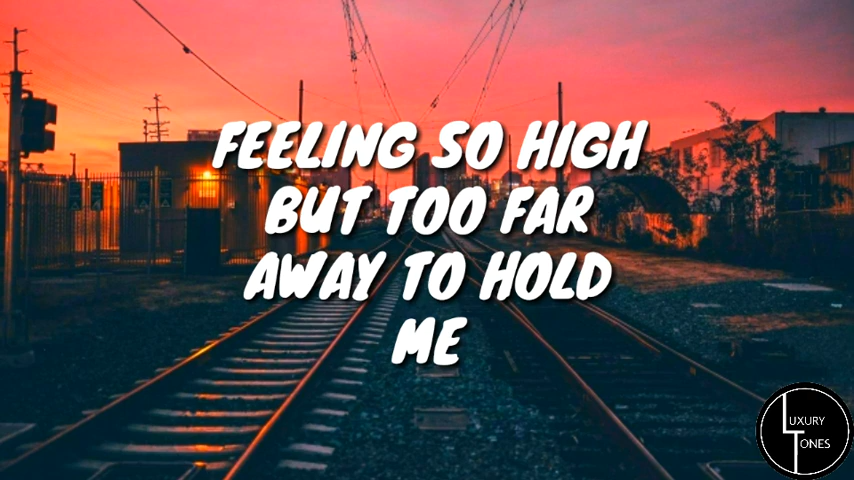 FEELING SO HIGH
BUT TOO FAR
AWAY TO HOLD
ME
LUXURY
TONES